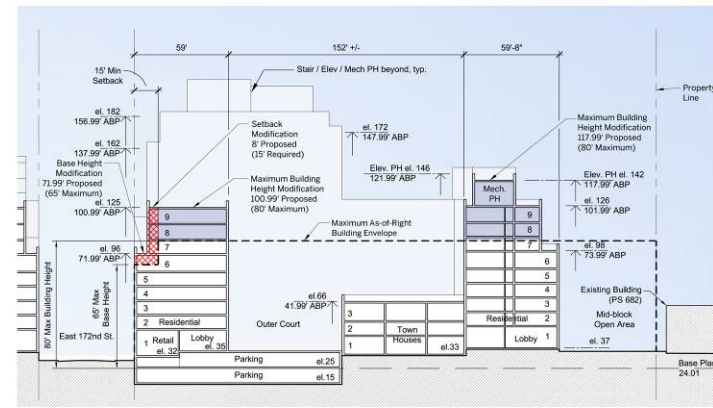 59'
152' +/-
59'-8"
15' Min
Setback
Stair / Elev / Mech PH beyond, typ.
Property
Line
el. 182
156.99' ABP
el. 162
137.99' ABP
Base Height
Modification
71.99' Proposed
(65' Maximum)
el. 125
100.99' ABP
el. 96
71.99' ABP
Setback
Modification
8' Proposed
(15' Required)
Maximum Building
Height Modification
100.99' Proposed
(80' Maximum)
Maximum As-of-Right
Building Envelope
el. 172
147.99' ABP
Elev. PH el. 146
121.99' ABP
Maximum Building
Height Modification
117.99' Proposed
(80' Maximum)
Elev. PH el. 142
117.99' ABP
el. 126
101.99' ABP
el. 98
73.99' ABP
Mech.
PH
9
8
7
6
5
4
3
2 Residential
1 Retail
el. 32
Lobby
el. 35
80' Max Building Height
65' Max
Base Height
East 172nd St.
Outer Court
el.66
41.99' ABP
3
2
1
Town
Houses
el.33
9
8
7
6
5
4
3
Residential 2
Lobby 1
Existing Building
(PS 682)
Mid-block
Open Area
el. 37
Parking
el.25
Parking
el.15
Base Pla
24.01